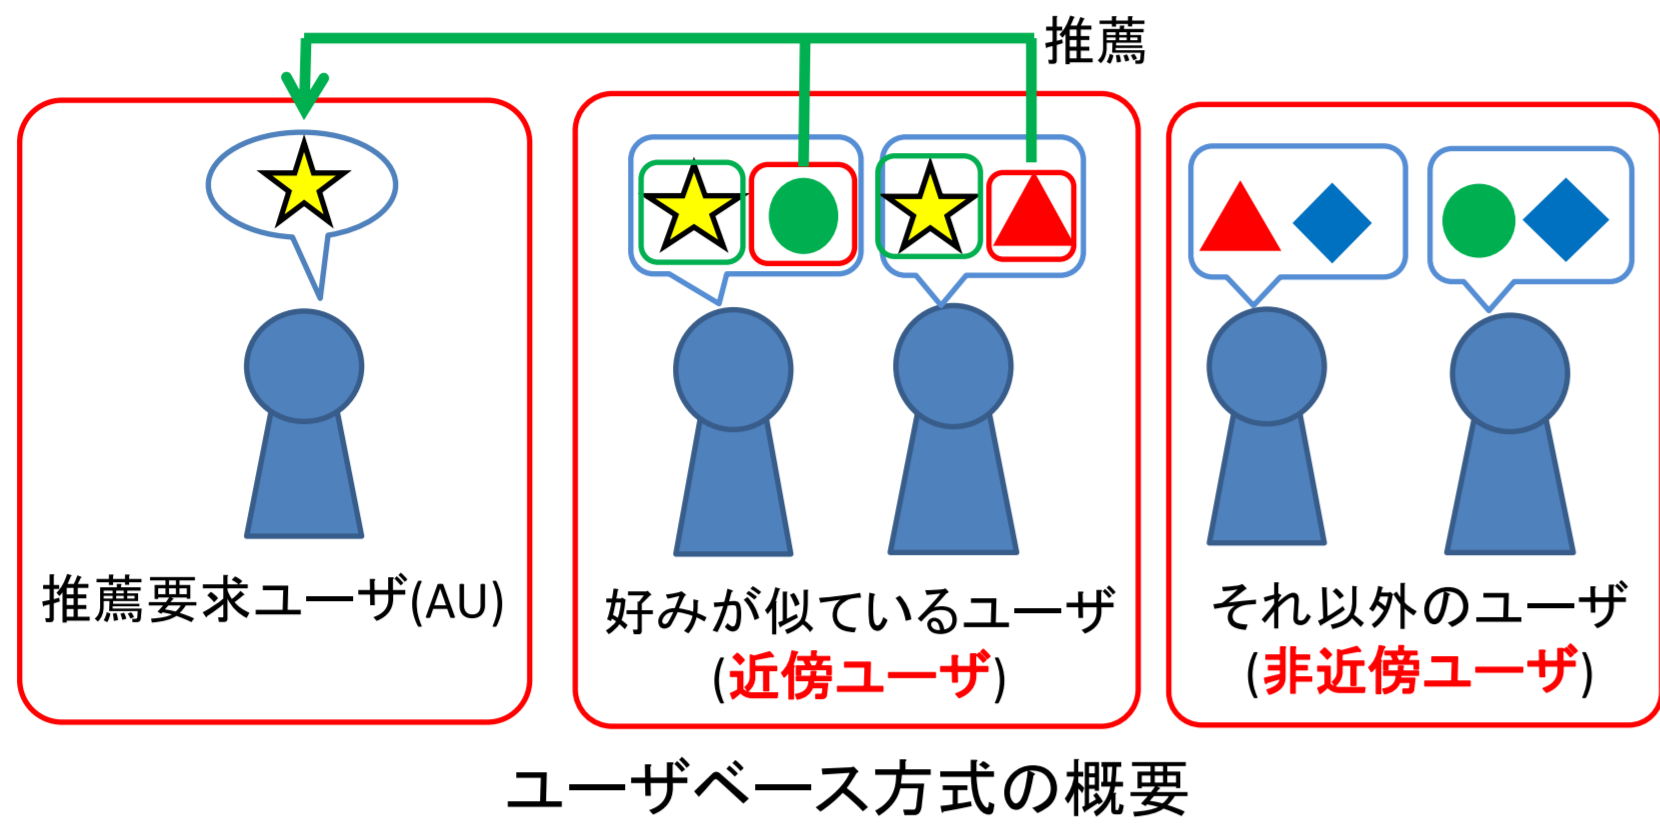 推薦
推薦要求ユーザ(AU)
好みが似ているユーザ
(近傍ユーザ)
それ以外のユーザ
(非近傍ユーザ)
ユーザベース方式の概要